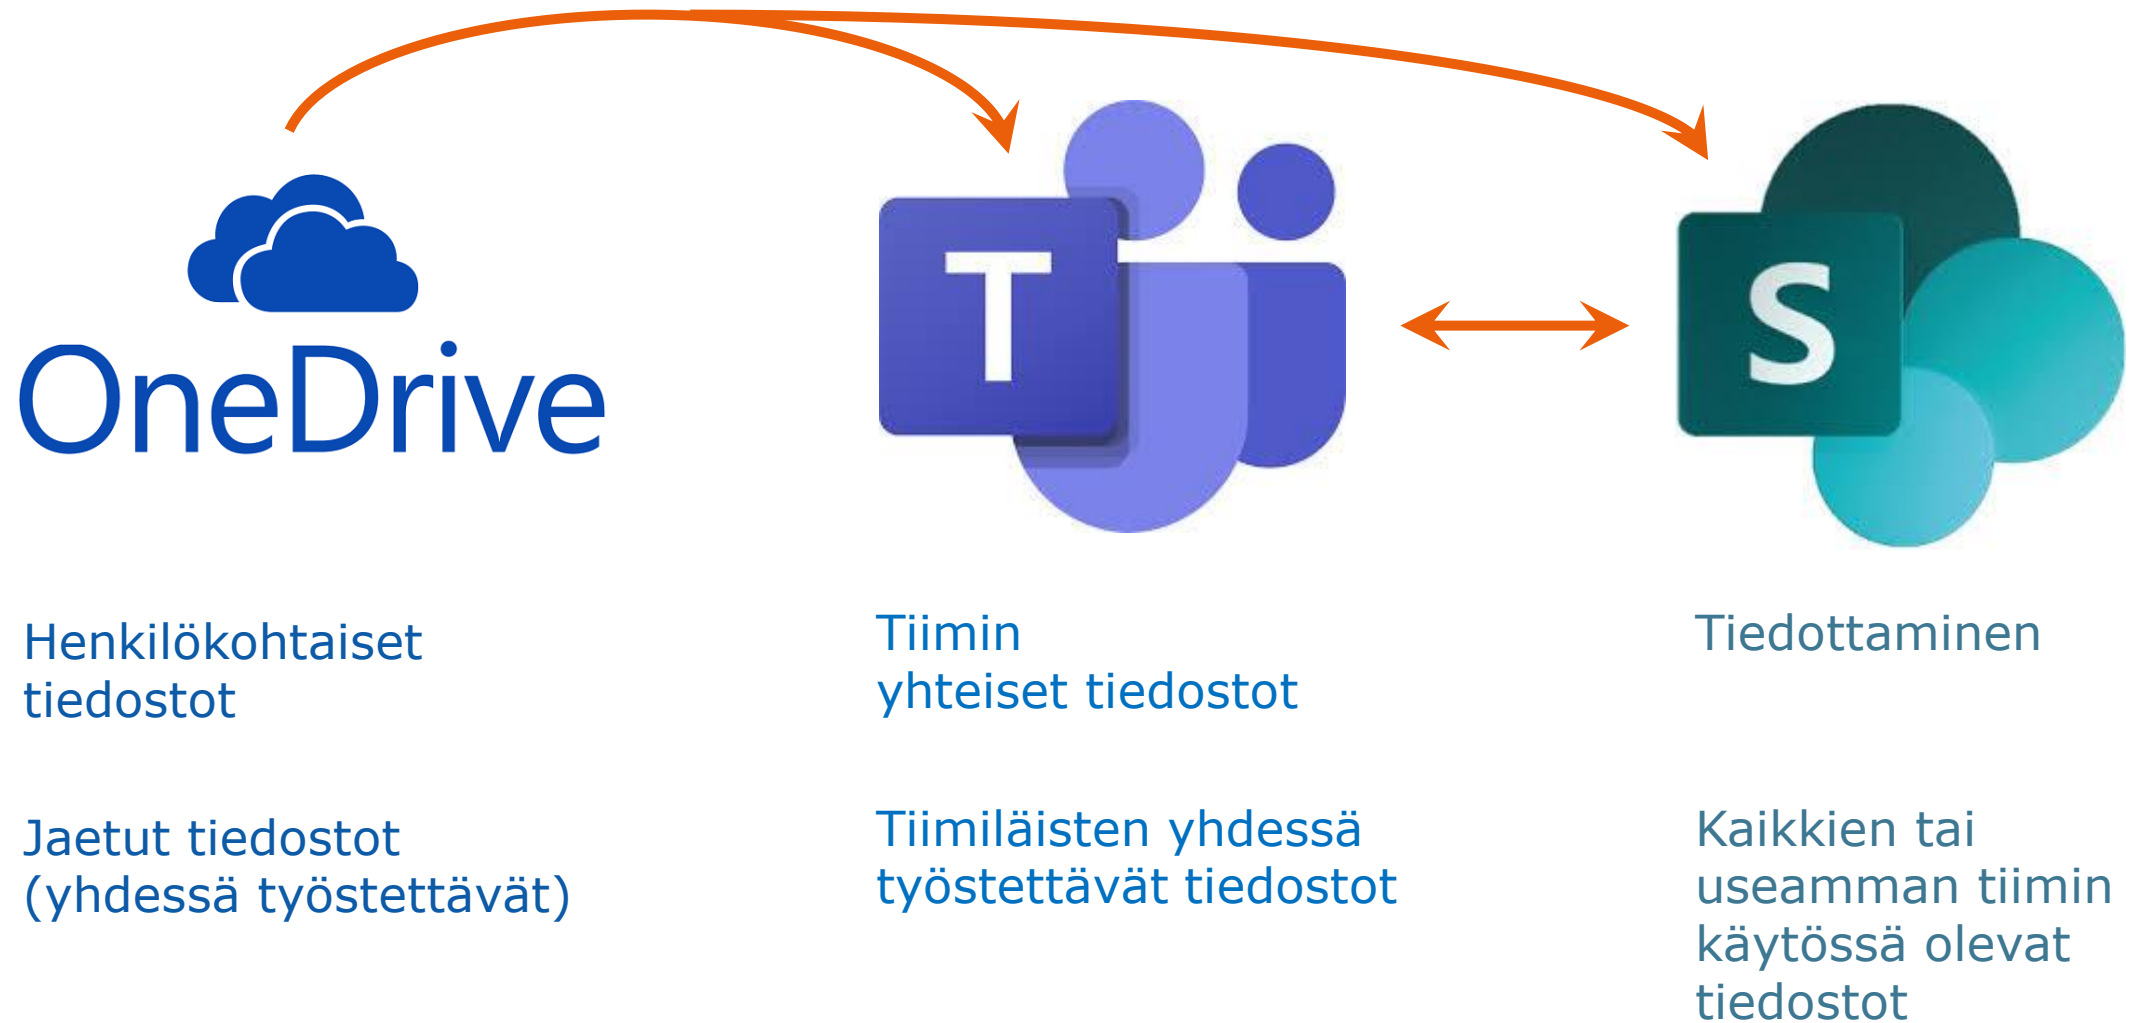 OneDrive
T
S
Henkilökohtaiset
tiedostot
Jaetut tiedostot
(yhdessä työstettävät)
Tiimin
yhteiset tiedostot
Tiimiläisten yhdessä
työstettävät tiedostot
Tiedottaminen
Kaikkien tai
useamman tiimin
käytössä olevat
tiedostot